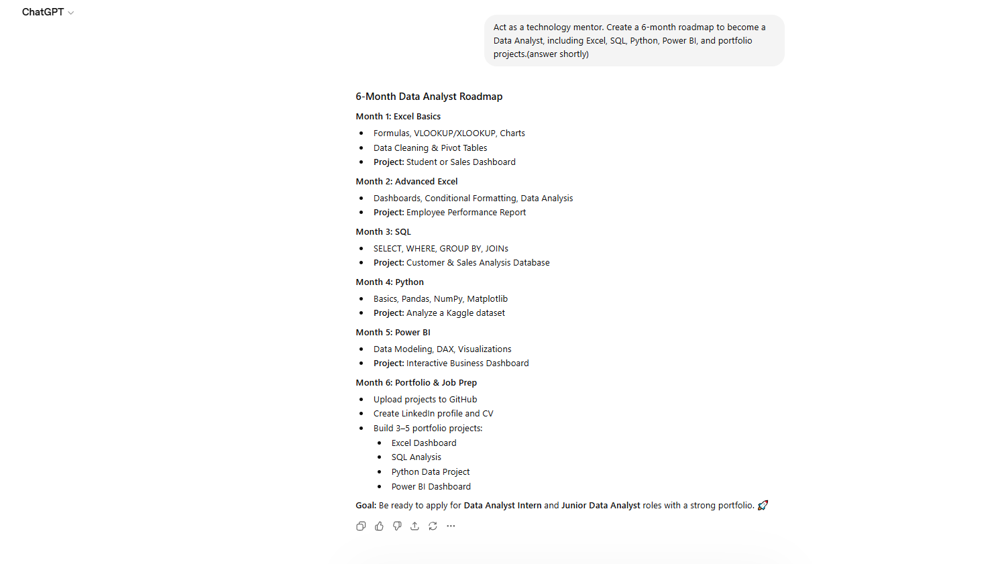 ChatGPT
Act as a technology mentor. Create a 6-month roadmap to become a
Data Analyst, including Excel, SQL, Python, Power BI, and portfolio
projects.(answer shortly)
6-Month Data Analyst Roadmap
Month 1: Excel Basics
• Formulas, VLOOKUP/XLOOKUP, Charts
• Data Cleaning & Pivot Tables
• Project: Student or Sales Dashboard
Month 2: Advanced Excel
• Dashboards, Conditional Formatting, Data Analysis
• Project: Employee Performance Report
Month 3: SQL
• SELECT, WHERE, GROUP BY, JOINs
• Project: Customer & Sales Analysis Database
Month 4: Python
• Basics, Pandas, NumPy, Matplotlib
• Project: Analyze a Kaggle dataset
Month 5: Power BI
• Data Modeling, DAX, Visualizations
• Project: Interactive Business Dashboard
Month 6: Portfolio & Job Prep
• Upload projects to GitHub
• Create LinkedIn profile and CV
• Build 3–5 portfolio projects:
• Excel Dashboard
• SQL Analysis
• Python Data Project
• Power BI Dashboard
Goal: Be ready to apply for Data Analyst Intern and Junior Data Analyst roles with a strong portfolio. 🚀